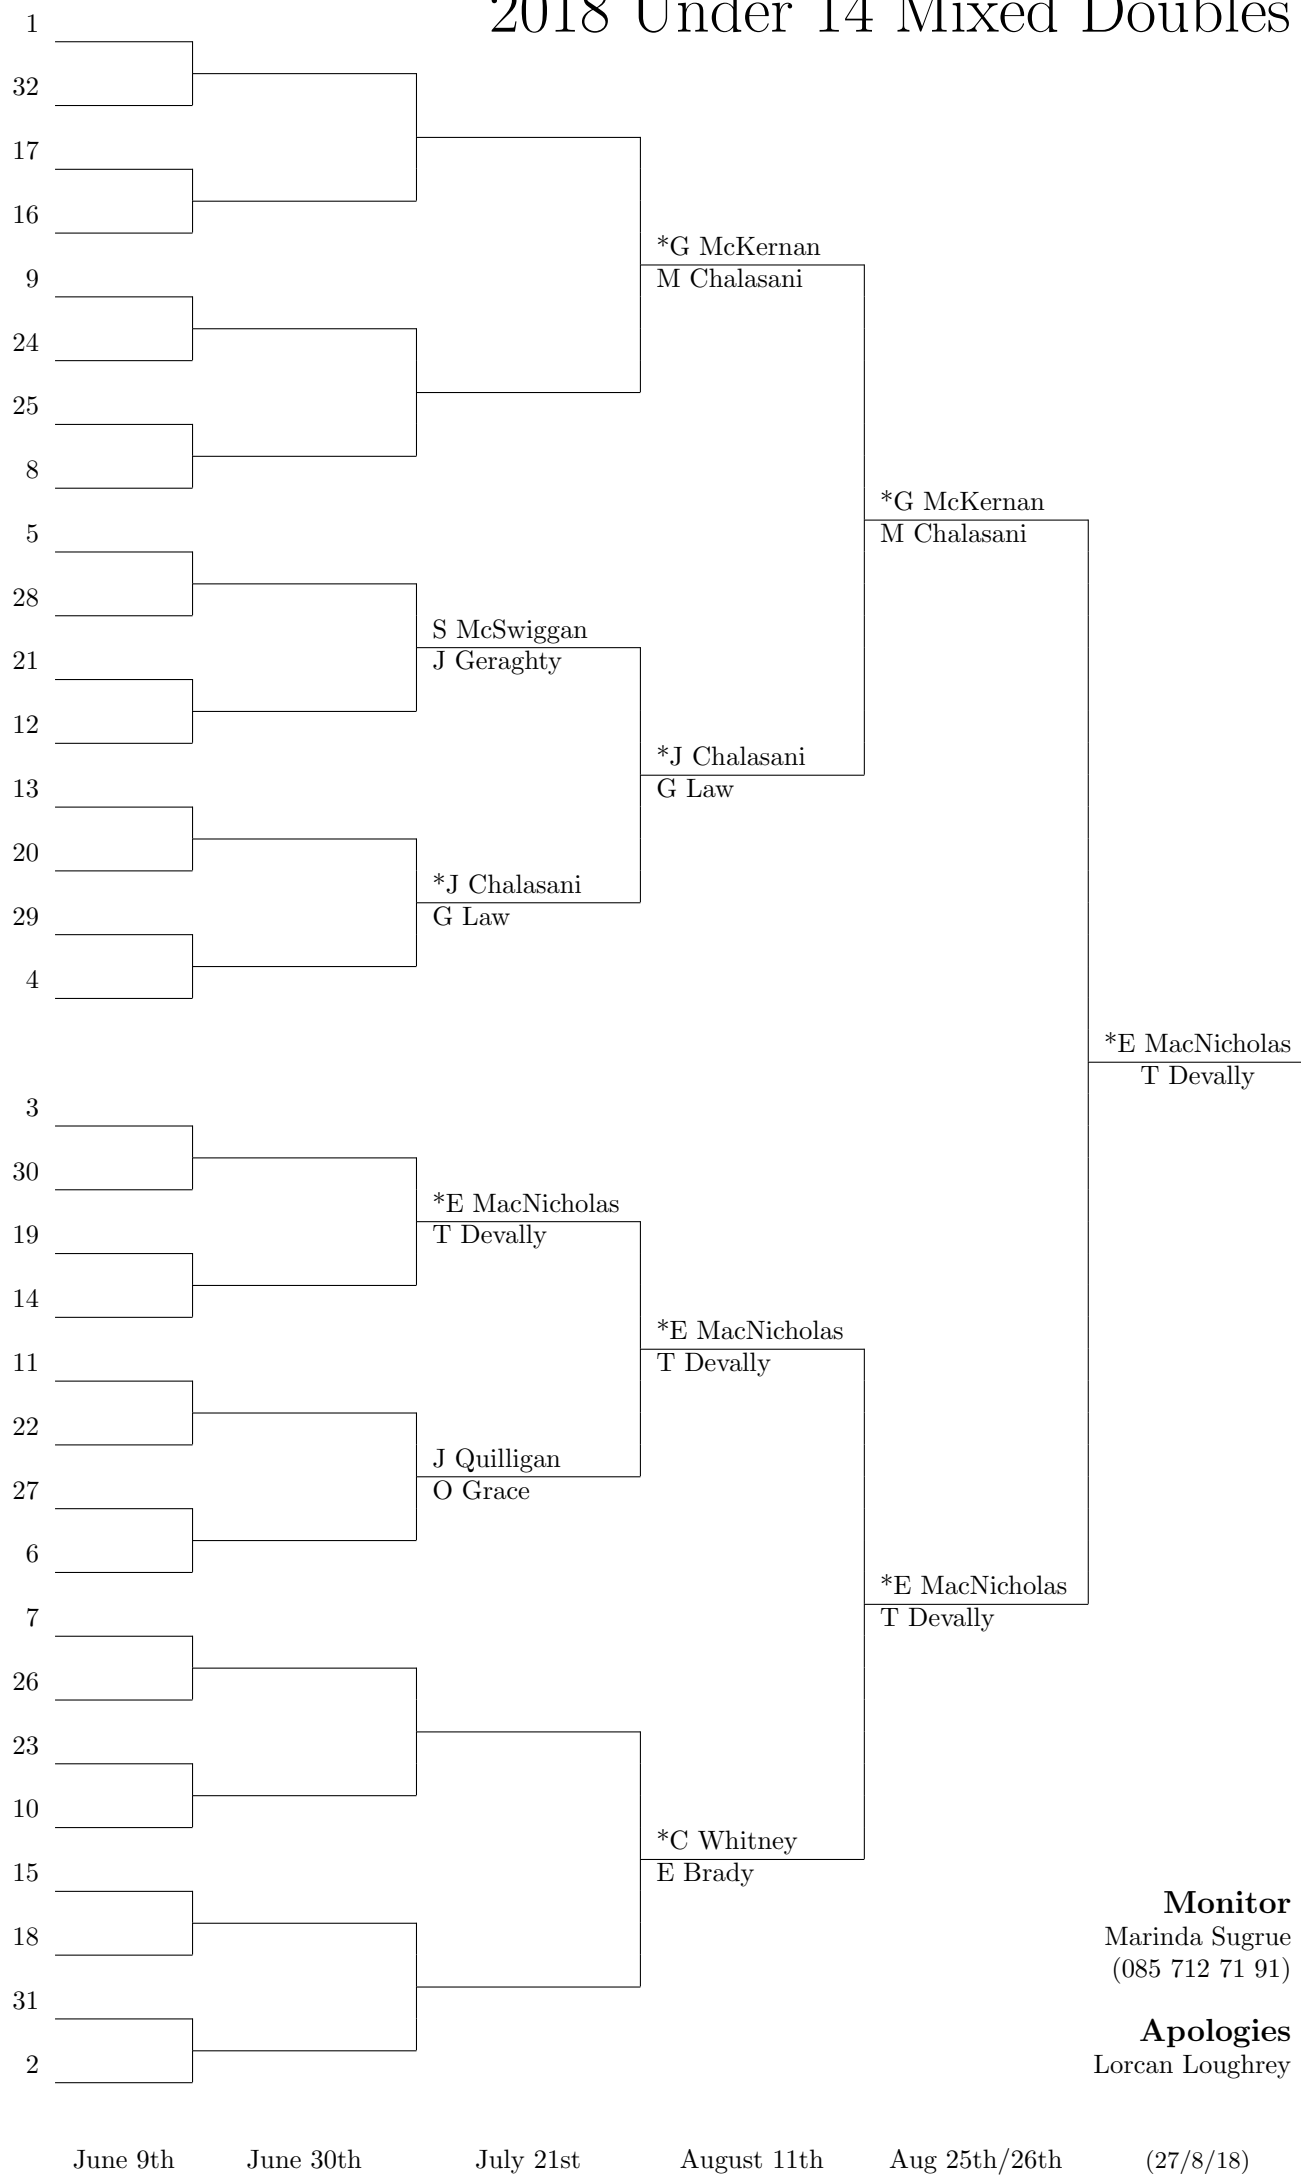 2018 Under 14 Mixed Doubles
1
32
17
16
*G McKernan
M Chalasani
9
24
25
8
*G McKernan
M Chalasani
5
28
S McSwiggan
J Geraghty
21
12
*J Chalasani
G Law
13
20
*J Chalasani
G Law
29
4
*E MacNicholas
T Devally
3
30
*E MacNicholas
T Devally
19
14
*E MacNicholas
T Devally
11
22
J Quilligan
O Grace
27
6
*E MacNicholas
T Devally
7
26
23
10
*C Whitney
E Brady
15
18
31
2
Monitor
Marinda Sugrue
(085 712 71 91)
Apologies
Lorcan Loughrey
June 9th June 30th July 21st August 11th Aug 25th/26th (27/8/18)